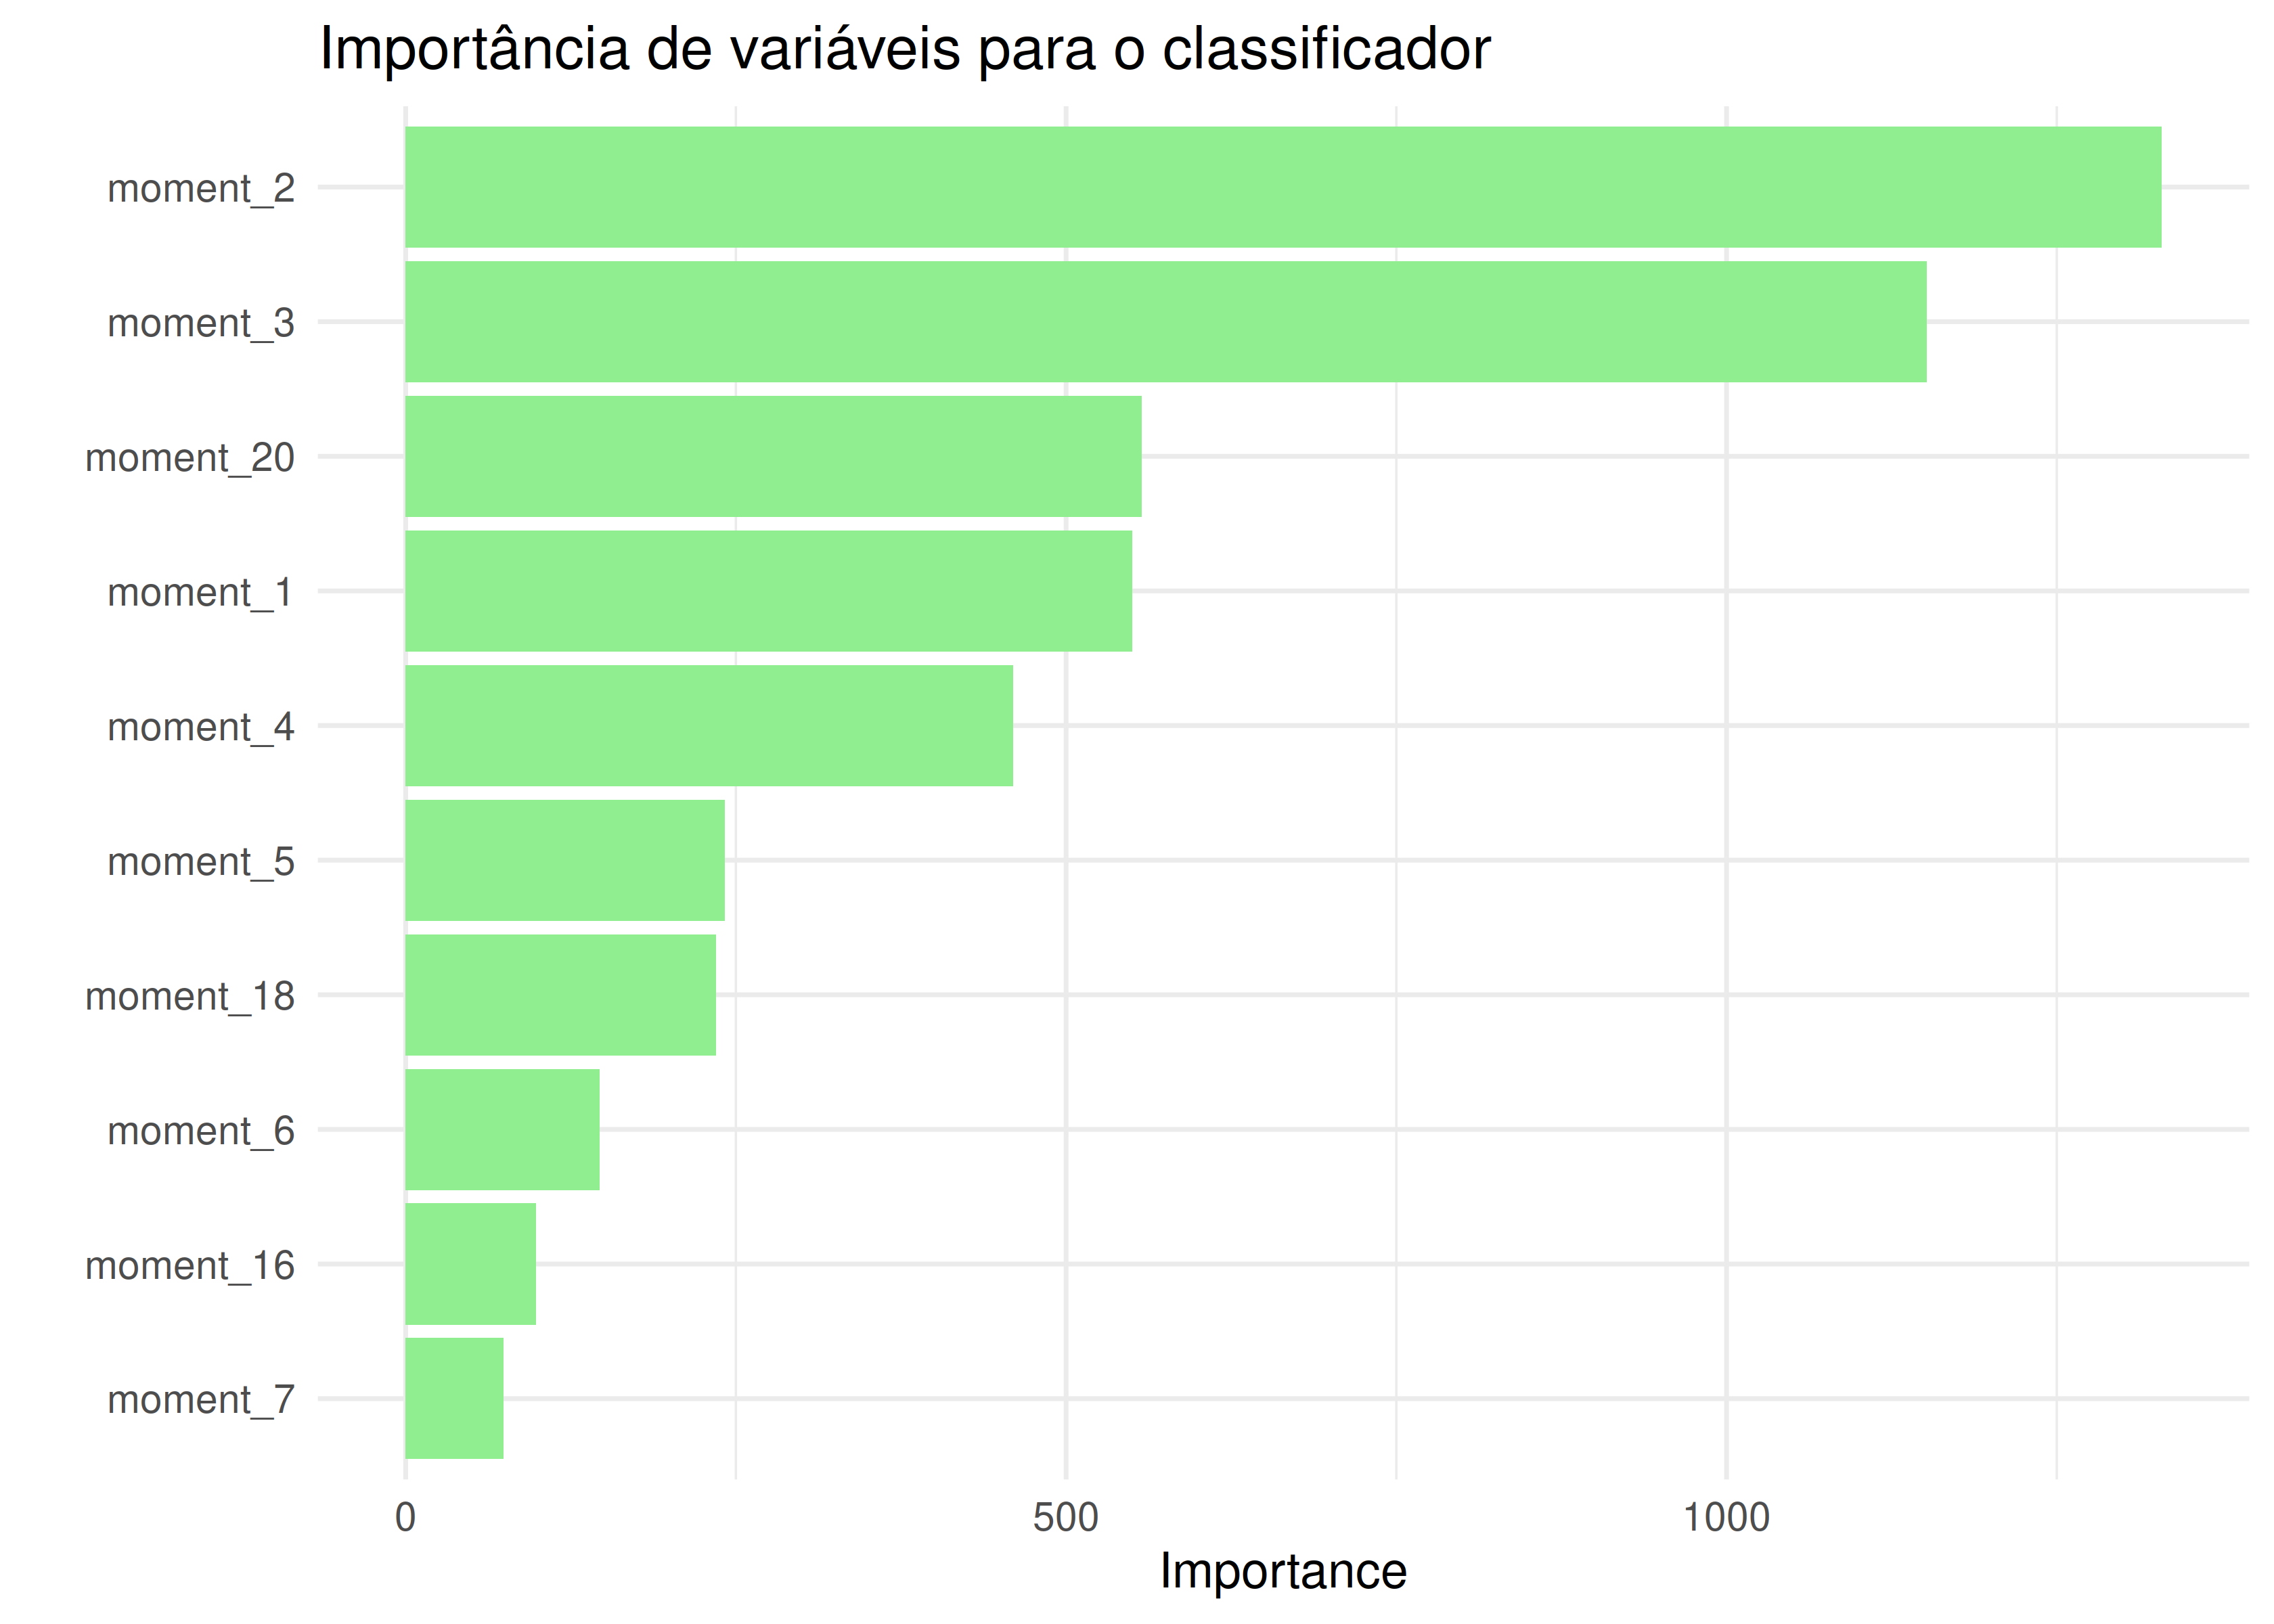 Importância de variáveis para o classificador
moment_2
moment_3
moment_20
moment_1
moment_4
moment_5
moment_18
moment_6
moment_16
moment_7
0 500 1000
Importance